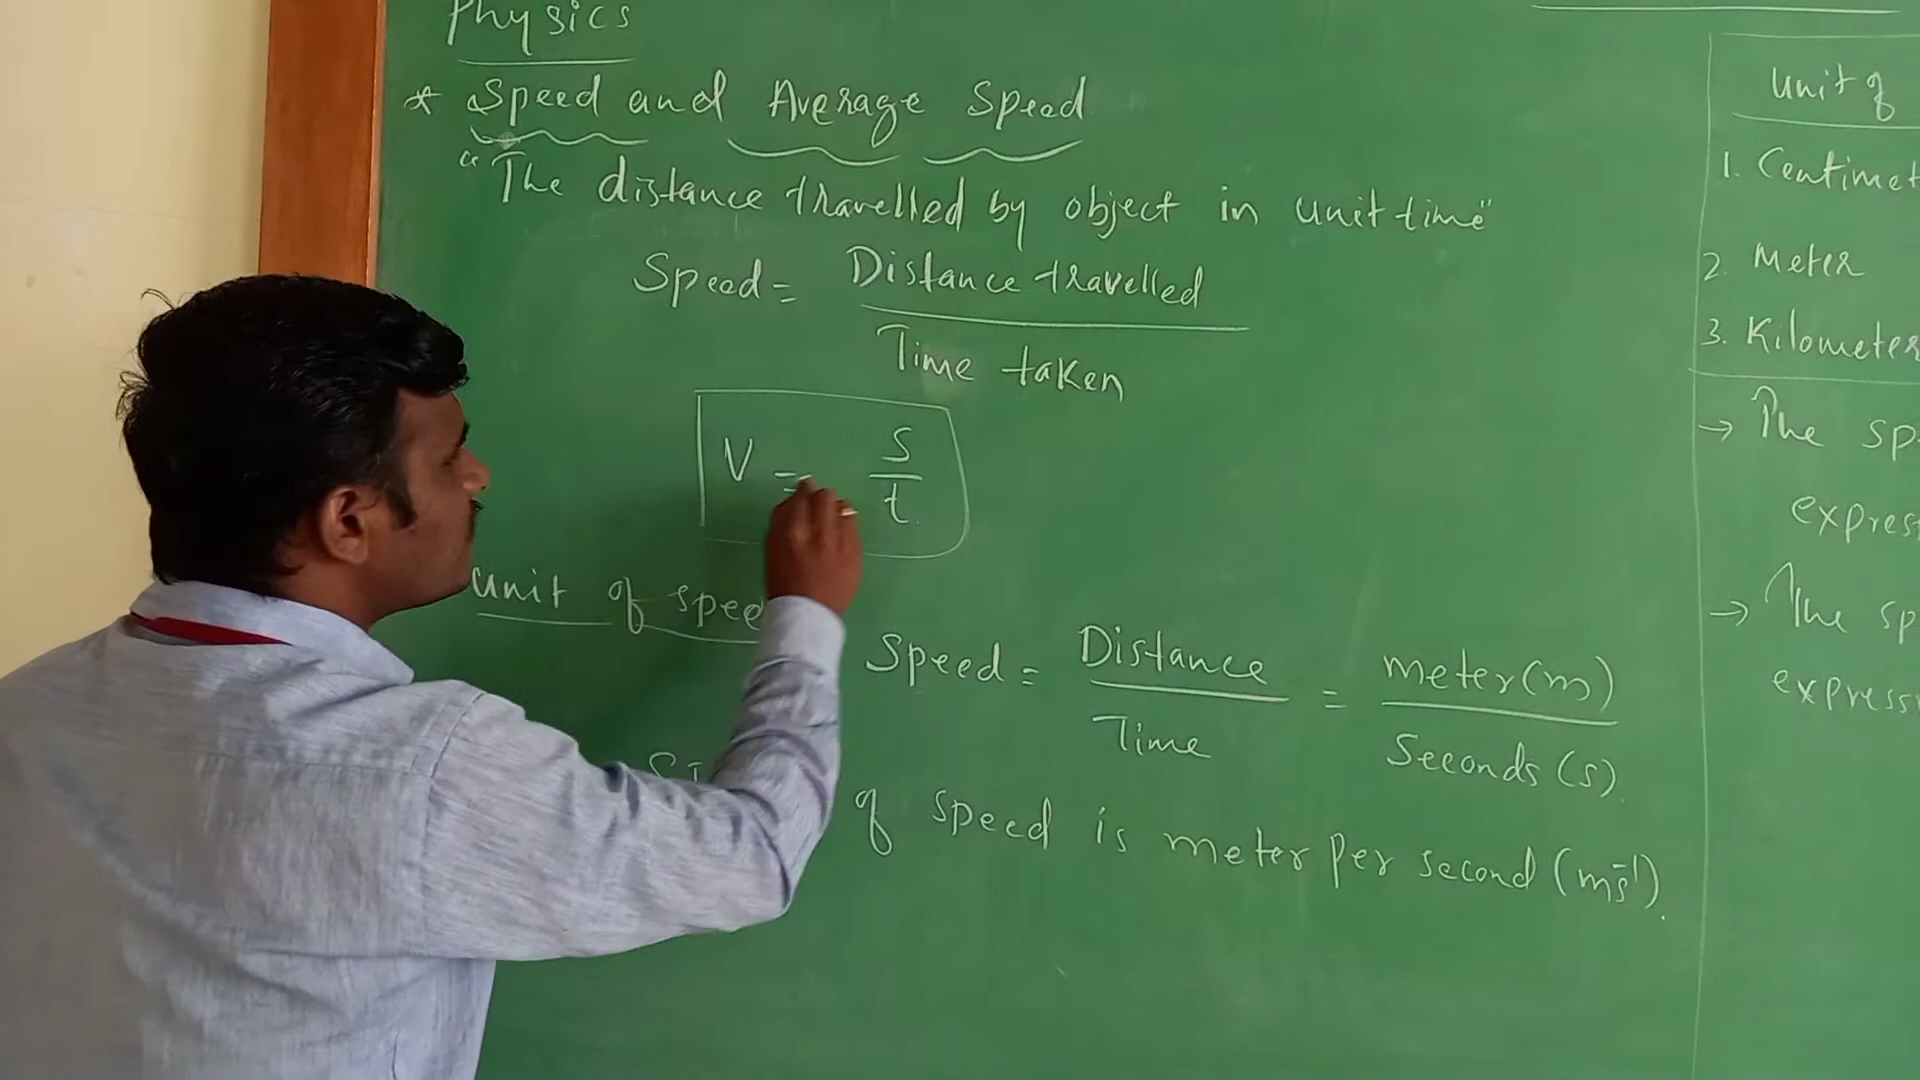 Physics
* Speed and Average Speed
"The distance travelled by object in unit time"
Speed = Distance travelled
Time taken
V = s
t.
unit of spee
Speed = Distance = meter(m)
Time Seconds (s).
of speed is meter per second (ms⁻¹).
unit of
1. Centimet
2. Meter
3. Kilometer
→ The sp
express
→ The sp
express